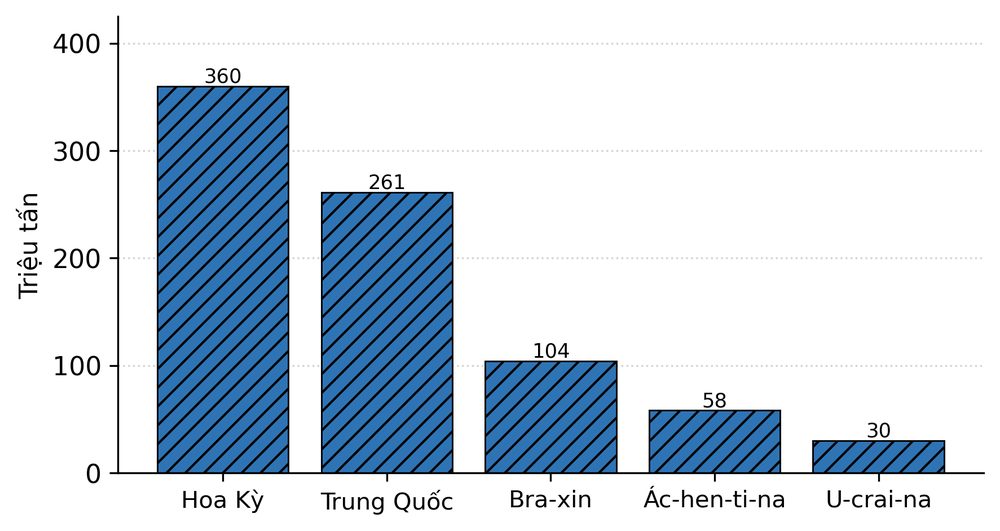 Triệu tấn
400
300
200
100
0
360
261
104
58
30
Hoa Kỳ
Trung Quốc
Bra-xin
Ác-hen-ti-na
U-crai-na